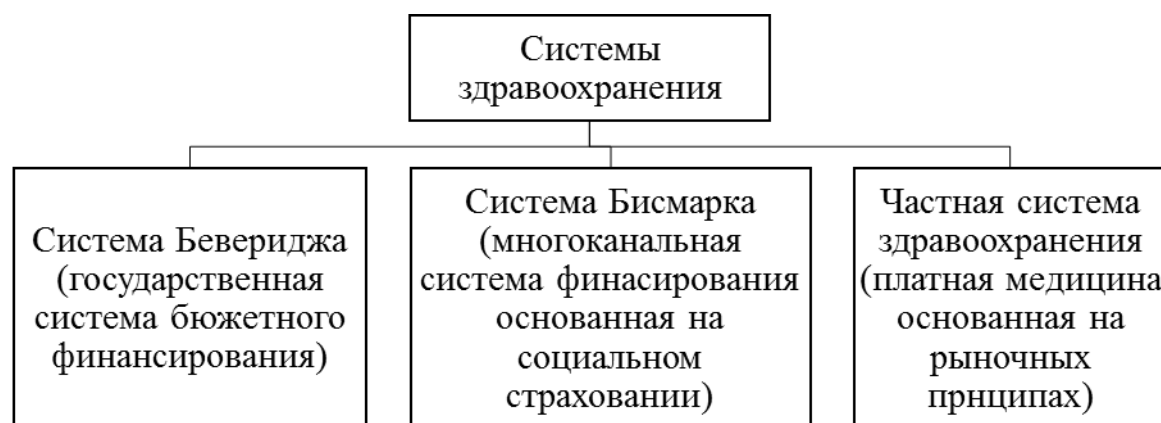 Системы
здравоохранения
Система Бевериджа
(государственная
система бюжетного
финансирования)
Система Бисмарка
(многоканальная
система финасирования
основанная на
социальном
страховании)
Частная система
здравоохранения
(платная медицина
основанная на
рыночных
прнципах)